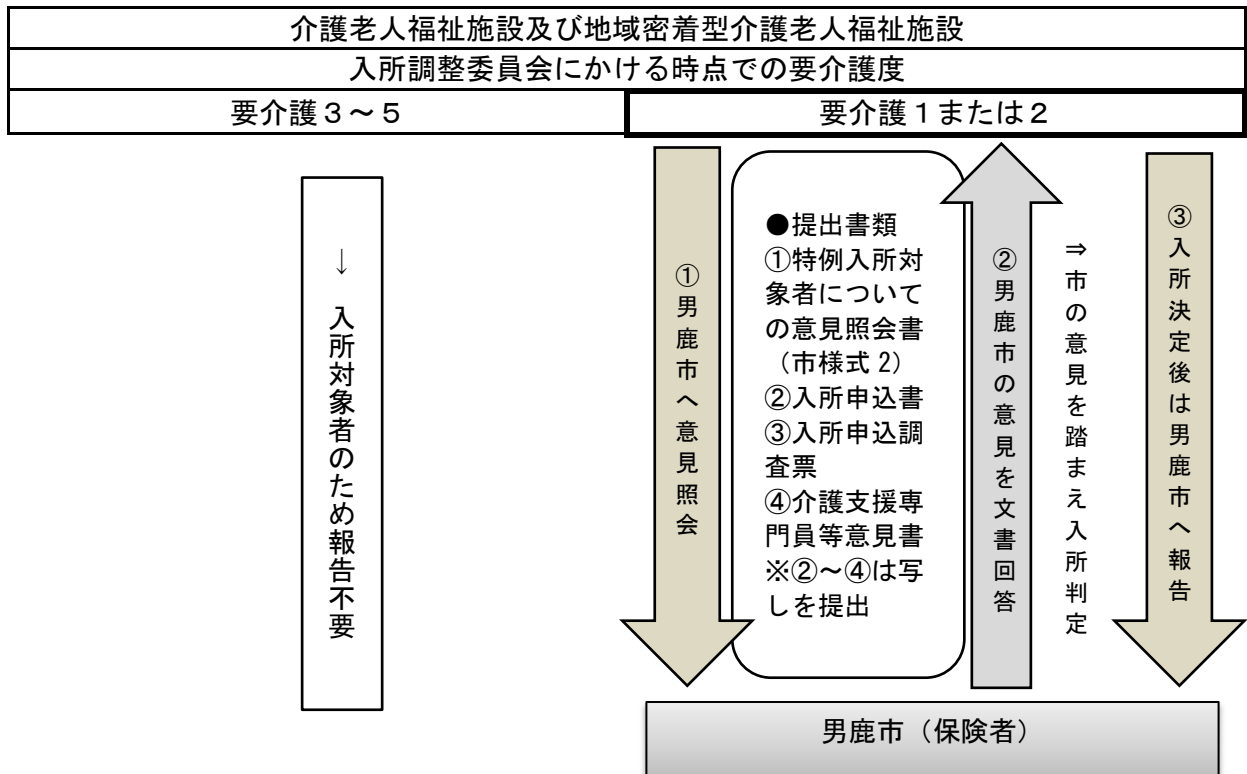 介護老人福祉施設及び地域密着型介護老人福祉施設
入所調整委員会にかける時点での要介護度
要介護３～５
要介護１または２
↓ 入所対象者のため報告不要
①男鹿市へ意見照会
●提出書類
①特例入所対
象者について
の意見照会書
（市様式 2）
②入所申込書
③入所申込調
査票
④介護支援専
門員等意見書
※②～④は写
しを提出
②男鹿市の意見を文書回答
⇒市の意見を踏まえ入所判定
③入所決定後は男鹿市へ報告
男鹿市（保険者）